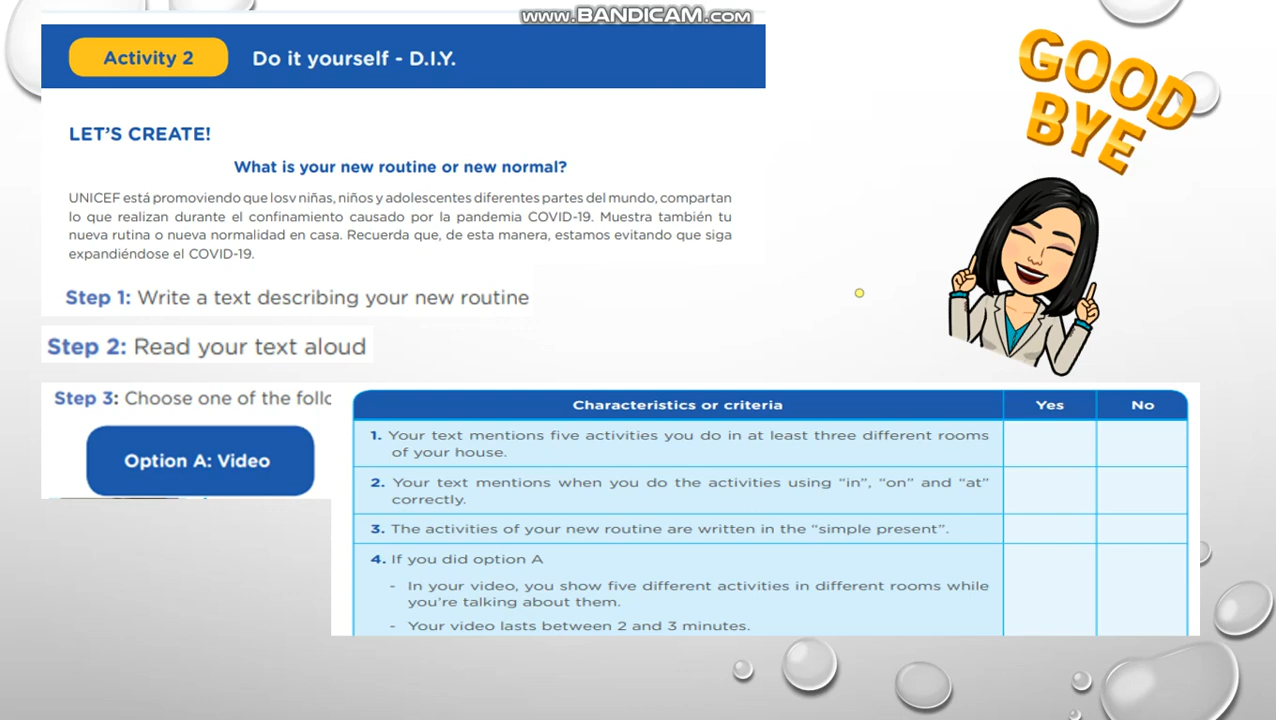 www.BANDICAM.com
Activity 2
Do it yourself - D.I.Y.
GOOD
BYE
LET'S CREATE!
What is your new routine or new normal?
UNICEF está promoviendo que losv niñas, niños y adolescentes diferentes partes del mundo, compartan
lo que realizan durante el confinamiento causado por la pandemia COVID-19. Muestra también tu
nueva rutina o nueva normalidad en casa. Recuerda que, de esta manera, estamos evitando que siga
expandiéndose el COVID-19.
Step 1: Write a text describing your new routine
Step 2: Read your text aloud
Step 3: Choose one of the follo
Option A: Video
Characteristics or criteria
Yes
No
1. Your text mentions five activities you do in at least three different rooms
of your house.
2. Your text mentions when you do the activities using “in”, “on” and “at”
correctly.
3. The activities of your new routine are written in the “simple present”.
4. If you did option A
- In your video, you show five different activities in different rooms while
you're talking about them.
- Your video lasts between 2 and 3 minutes.